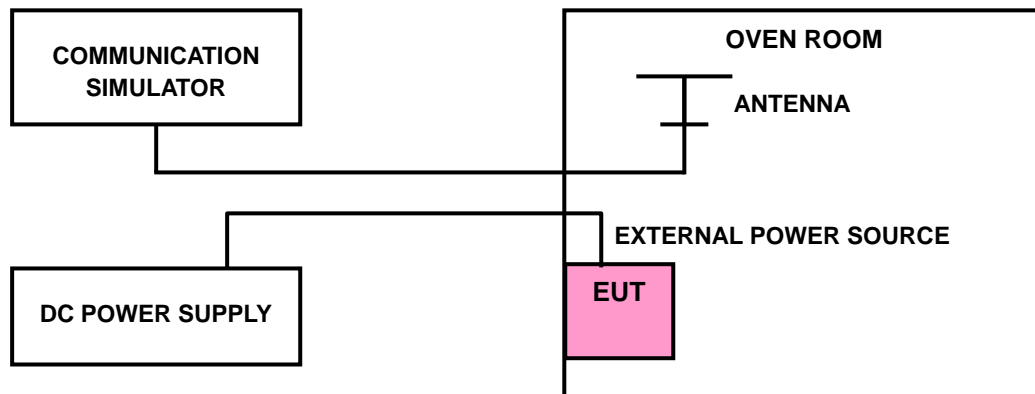 COMMUNICATION
SIMULATOR
OVEN ROOM
ANTENNA
EXTERNAL POWER SOURCE
EUT
DC POWER SUPPLY